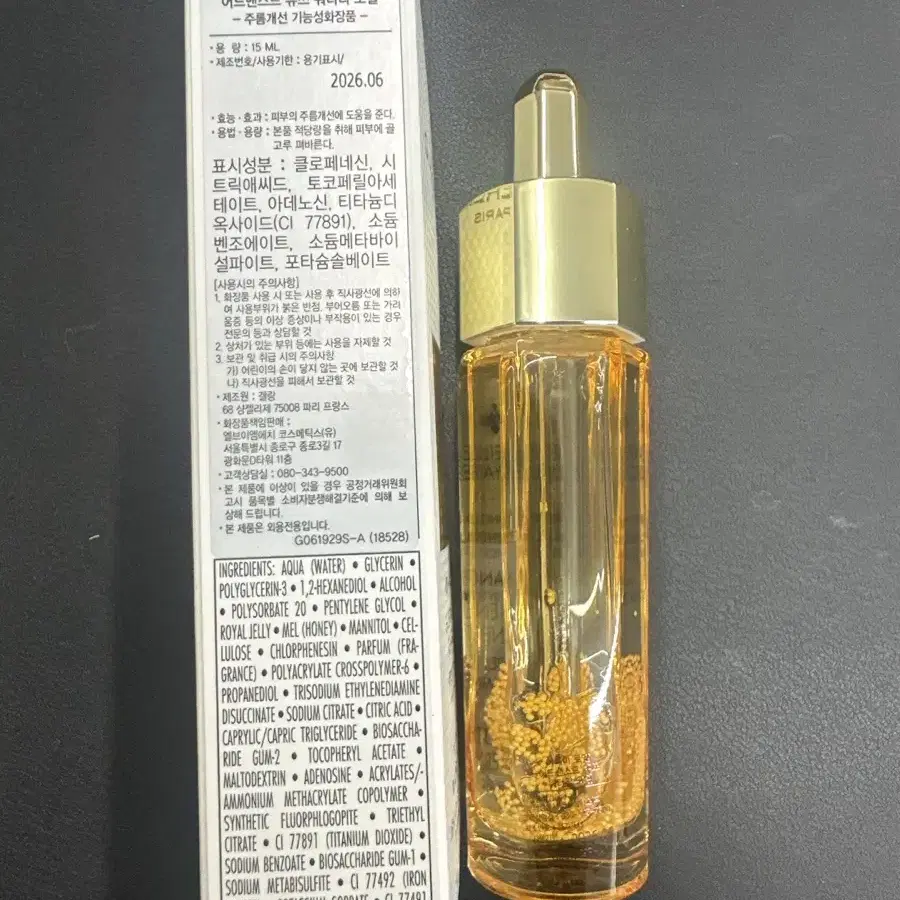 어드밴스드 유쓰 워터리 오일
- 주름개선 기능성화장품 -
• 용 량 : 15 ML
• 제조번호/사용기한 : 용기표시/
2026.06
• 효능 · 효과 : 피부의 주름개선에 도움을 준다.
• 용법 · 용량 : 본품 적당량을 취해 피부에 골
고루 펴바른다.
표시성분 : 클로페네신, 시
트릭애씨드, 토코페릴아세
테이트, 아데노신, 티타늄디
옥사이드(CI 77891), 소듐
벤조에이트, 소듐메타바이
설파이트, 포타슘솔베이트
[사용시의 주의사항]
1. 화장품 사용 시 또는 사용 후 직사광선에 의하
여 사용부위가 붉은 반점, 부어오름 또는 가려
움증 등의 이상 증상이나 부작용이 있는 경우
전문의 등과 상담할 것
2. 상처가 있는 부위 등에는 사용을 자제할 것
3. 보관 및 취급 시의 주의사항
가) 어린이의 손이 닿지 않는 곳에 보관할 것
나) 직사광선을 피해서 보관할 것
• 제조원 : 겔랑
68 샹젤리제 75008 파리 프랑스
• 화장품책임판매업자 :
엘브이엠에치 코스메틱스(유)
서울특별시 종로구 종로3길 17
광화문D타워 11층
• 고객상담실 : 080-343-9500
• 본 제품에 이상이 있을 경우 공정거래위원회
고시 품목별 소비자분쟁해결기준에 의해 보
상해 드립니다.
• 본 제품은 외용전용입니다.
G061929S-A (18528)
INGREDIENTS: AQUA (WATER) • GLYCERIN •
POLYGLYCERIN-3 • 1,2-HEXANEDIOL • ALCOHOL
• POLYSORBATE 20 • PENTYLENE GLYCOL •
ROYAL JELLY • MEL (HONEY) • MANNITOL • CEL-
LULOSE • CHLORPHENESIN • PARFUM (FRA-
GRANCE) • POLYACRYLATE CROSSPOLYMER-6 •
PROPANEDIOL • TRISODIUM ETHYLENEDIAMINE
DISUCCINATE • SODIUM CITRATE • CITRIC ACID •
CAPRYLIC/CAPRIC TRIGLYCERIDE • BIOSACCHA-
RIDE GUM-2 • TOCOPHERYL ACETATE •
MALTODEXTRIN • ADENOSINE • ACRYLATES/-
AMMONIUM METHACRYLATE COPOLYMER •
SYNTHETIC FLUORPHLOGOPITE • TRIETHYL
CITRATE • CI 77891 (TITANIUM DIOXIDE) •
SODIUM BENZOATE • BIOSACCHARIDE GUM-1 •
SODIUM METABISULFITE • CI 77492 (IRON
POTASSIUM SORBATE • CI 77491
PARIS